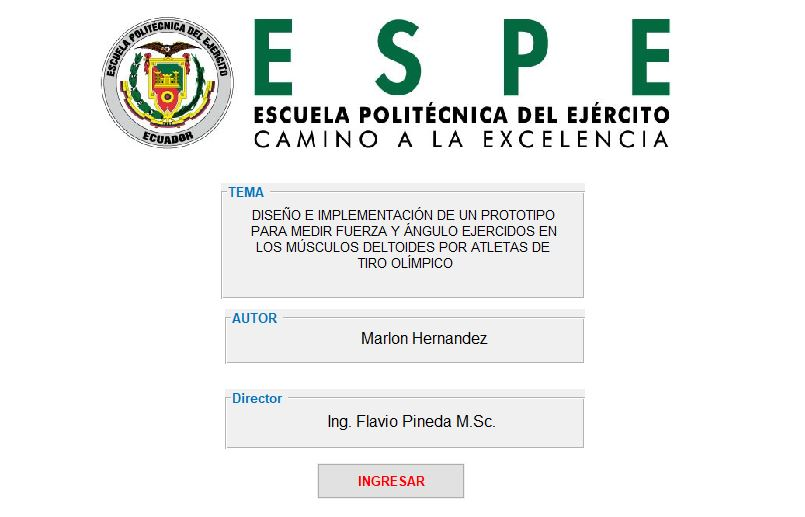 ESCUELA POLITÉCNICA DEL EJÉRCITO
ECUADOR
ESPE
ESCUELA POLITÉCNICA DEL EJÉRCITO
CAMINO A LA EXCELENCIA
TEMA
DISEÑO E IMPLEMENTACIÓN DE UN PROTOTIPO
PARA MEDIR FUERZA Y ÁNGULO EJERCIDOS EN
LOS MÚSCULOS DELTOIDES POR ATLETAS DE
TIRO OLÍMPICO
AUTOR
Marlon Hernandez
Director
Ing. Flavio Pineda M.Sc.
INGRESAR